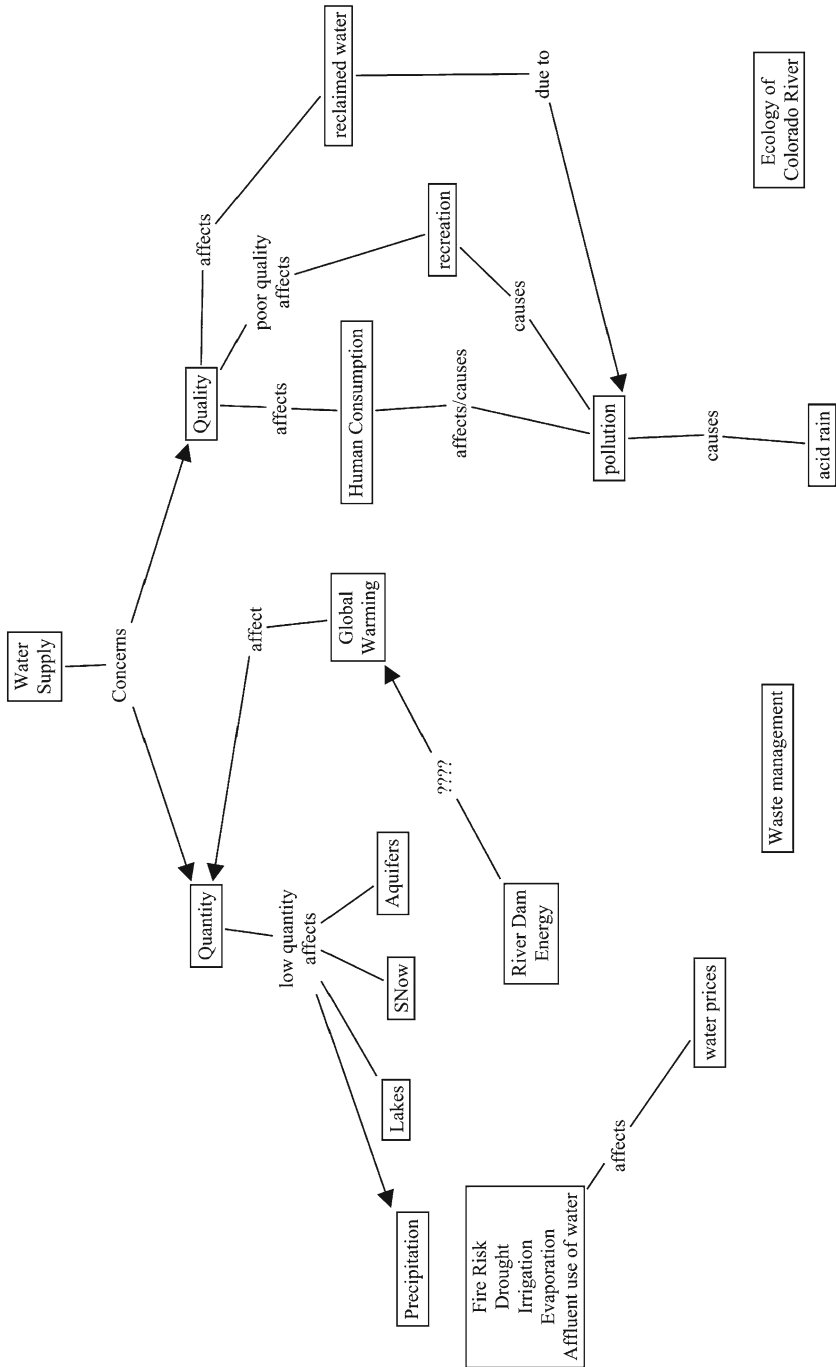 Water
Supply
Concerns
Quantity
Quality
affects
reclaimed water
low quantity
affects
affect
affects
poor quality
affects
Precipitation
Lakes
SNow
Aquifers
Global
Warming
Human Consumption
recreation
????
affects/causes
causes
due to
Fire Risk
Drought
Irrigation
Evaporation
Affluent use of water
River Dam
Energy
pollution
affects
water prices
causes
Waste management
acid rain
Ecology of
Colorado River